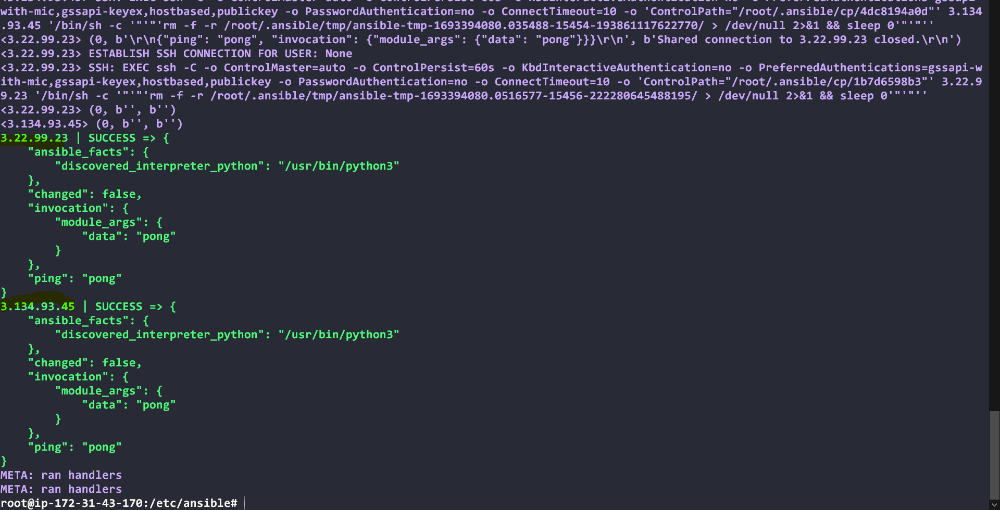 with-mic,gssapi-keyex,hostbased,publickey -o PasswordAuthentication=no -o ConnectTimeout=10 -o 'ControlPath="/root/.ansible/cp/4dc8194a0d"' 3.134
.93.45 '/bin/sh -c '"'"'rm -f -r /root/.ansible/tmp/ansible-tmp-1693394080.035488-15454-193861117622770/ > /dev/null 2>&1 && sleep 0'"'"''
<3.22.99.23> (0, b'\r\n{"ping": "pong", "invocation": {"module_args": {"data": "pong"}}}\r\n', b'Shared connection to 3.22.99.23 closed.\r\n')
<3.22.99.23> ESTABLISH SSH CONNECTION FOR USER: None
<3.22.99.23> SSH: EXEC ssh -C -o ControlMaster=auto -o ControlPersist=60s -o KbdInteractiveAuthentication=no -o PreferredAuthentications=gssapi-w
ith-mic,gssapi-keyex,hostbased,publickey -o PasswordAuthentication=no -o ConnectTimeout=10 -o 'ControlPath="/root/.ansible/cp/1b7d6598b3"' 3.22.9
9.23 '/bin/sh -c '"'"'rm -f -r /root/.ansible/tmp/ansible-tmp-1693394080.0516577-15456-222280645488195/ > /dev/null 2>&1 && sleep 0'"'"''
<3.22.99.23> (0, b'', b'')
<3.134.93.45> (0, b'', b'')
3.22.99.23 | SUCCESS => {
    "ansible_facts": {
        "discovered_interpreter_python": "/usr/bin/python3"
    },
    "changed": false,
    "invocation": {
        "module_args": {
            "data": "pong"
        }
    },
    "ping": "pong"
}
3.134.93.45 | SUCCESS => {
    "ansible_facts": {
        "discovered_interpreter_python": "/usr/bin/python3"
    },
    "changed": false,
    "invocation": {
        "module_args": {
            "data": "pong"
        }
    },
    "ping": "pong"
}
META: ran handlers
META: ran handlers
root@ip-172-31-43-170:/etc/ansible#